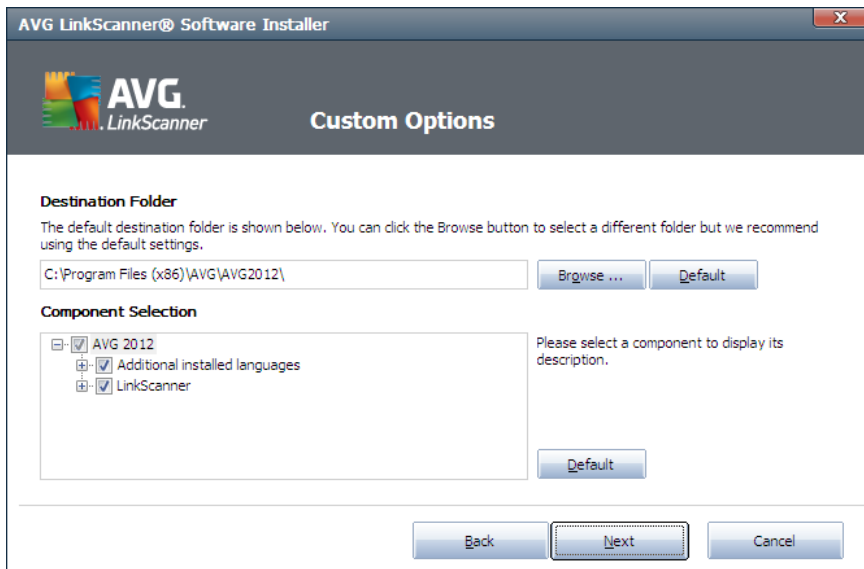 AVG LinkScanner® Software Installer
AVG.
LinkScanner
Custom Options
Destination Folder
The default destination folder is shown below. You can click the Browse button to select a different folder but we recommend
using the default settings.
C:\Program Files (x86)\AVG\AVG2012\
Browse ...
Default
Component Selection
AVG 2012
Additional installed languages
LinkScanner
Please select a component to display its
description.
Default
Back
Next
Cancel